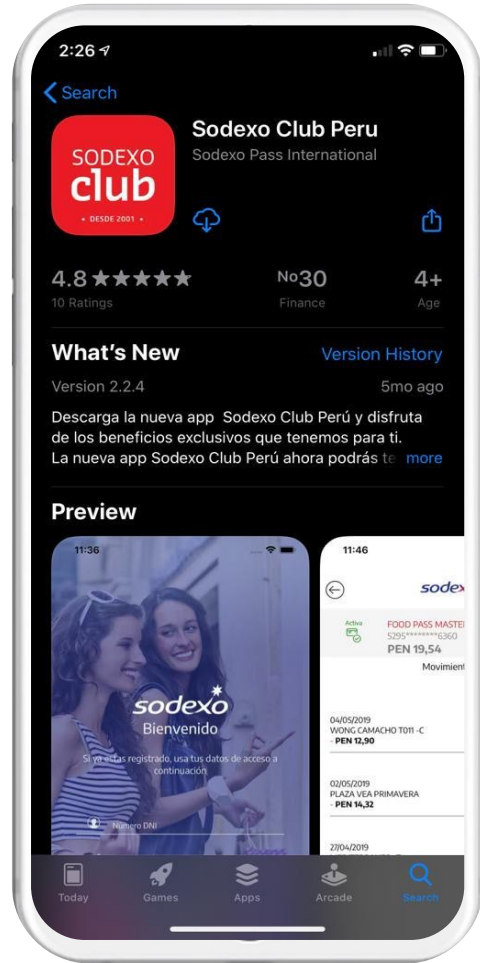 2:26
Search
SODEXO
club
• DESDE 2001 •
Sodexo Club Peru
Sodexo Pass International
4.8
10 Ratings
No30
Finance
4+
Age
What's New
Version History
Version 2.2.4
5mo ago
Descarga la nueva app Sodexo Club Perú y disfruta
de los beneficios exclusivos que tenemos para ti.
La nueva app Sodexo Club Perú ahora podrás te more
Preview
11:36
sodexo
Bienvenido
Si ya estas registrado, usa tus datos de acceso a
continuación
Número DNI
11:46
sodex
Activa
FOOD PASS MASTE
5295********6360
PEN 19,54
Movimient
04/05/2019
WONG CAMACHO T011 -C
- PEN 12,90
02/05/2019
PLAZA VEA PRIMAVERA
- PEN 14,32
27/04/2019
Today
Games
Apps
Arcade
Search